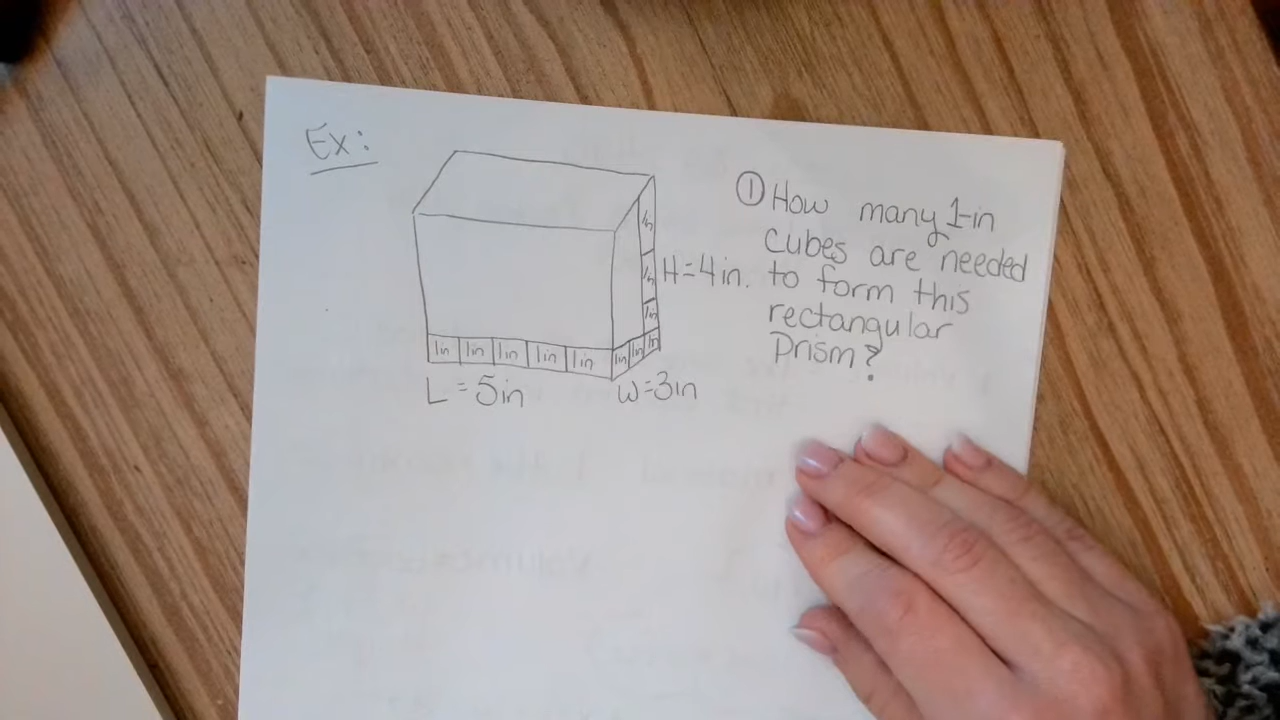 Ex:
① How many 1-in
cubes are needed
to form this
rectangular
Prism?
1in
1in
1in
H=4in.
1in 1in 1in 1in 1in 1in 1in 1in
L=5in
W=3in